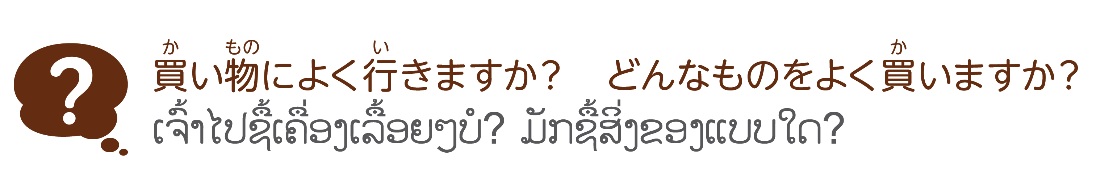 買い物によく行きますか? どんなものをよく買いますか?
ເຈົ້າໄປຊື້ເຄື່ອງເລື້ອຍໆບໍ? ມັກຊື້ສິ່ງຂອງແບບໃດ?